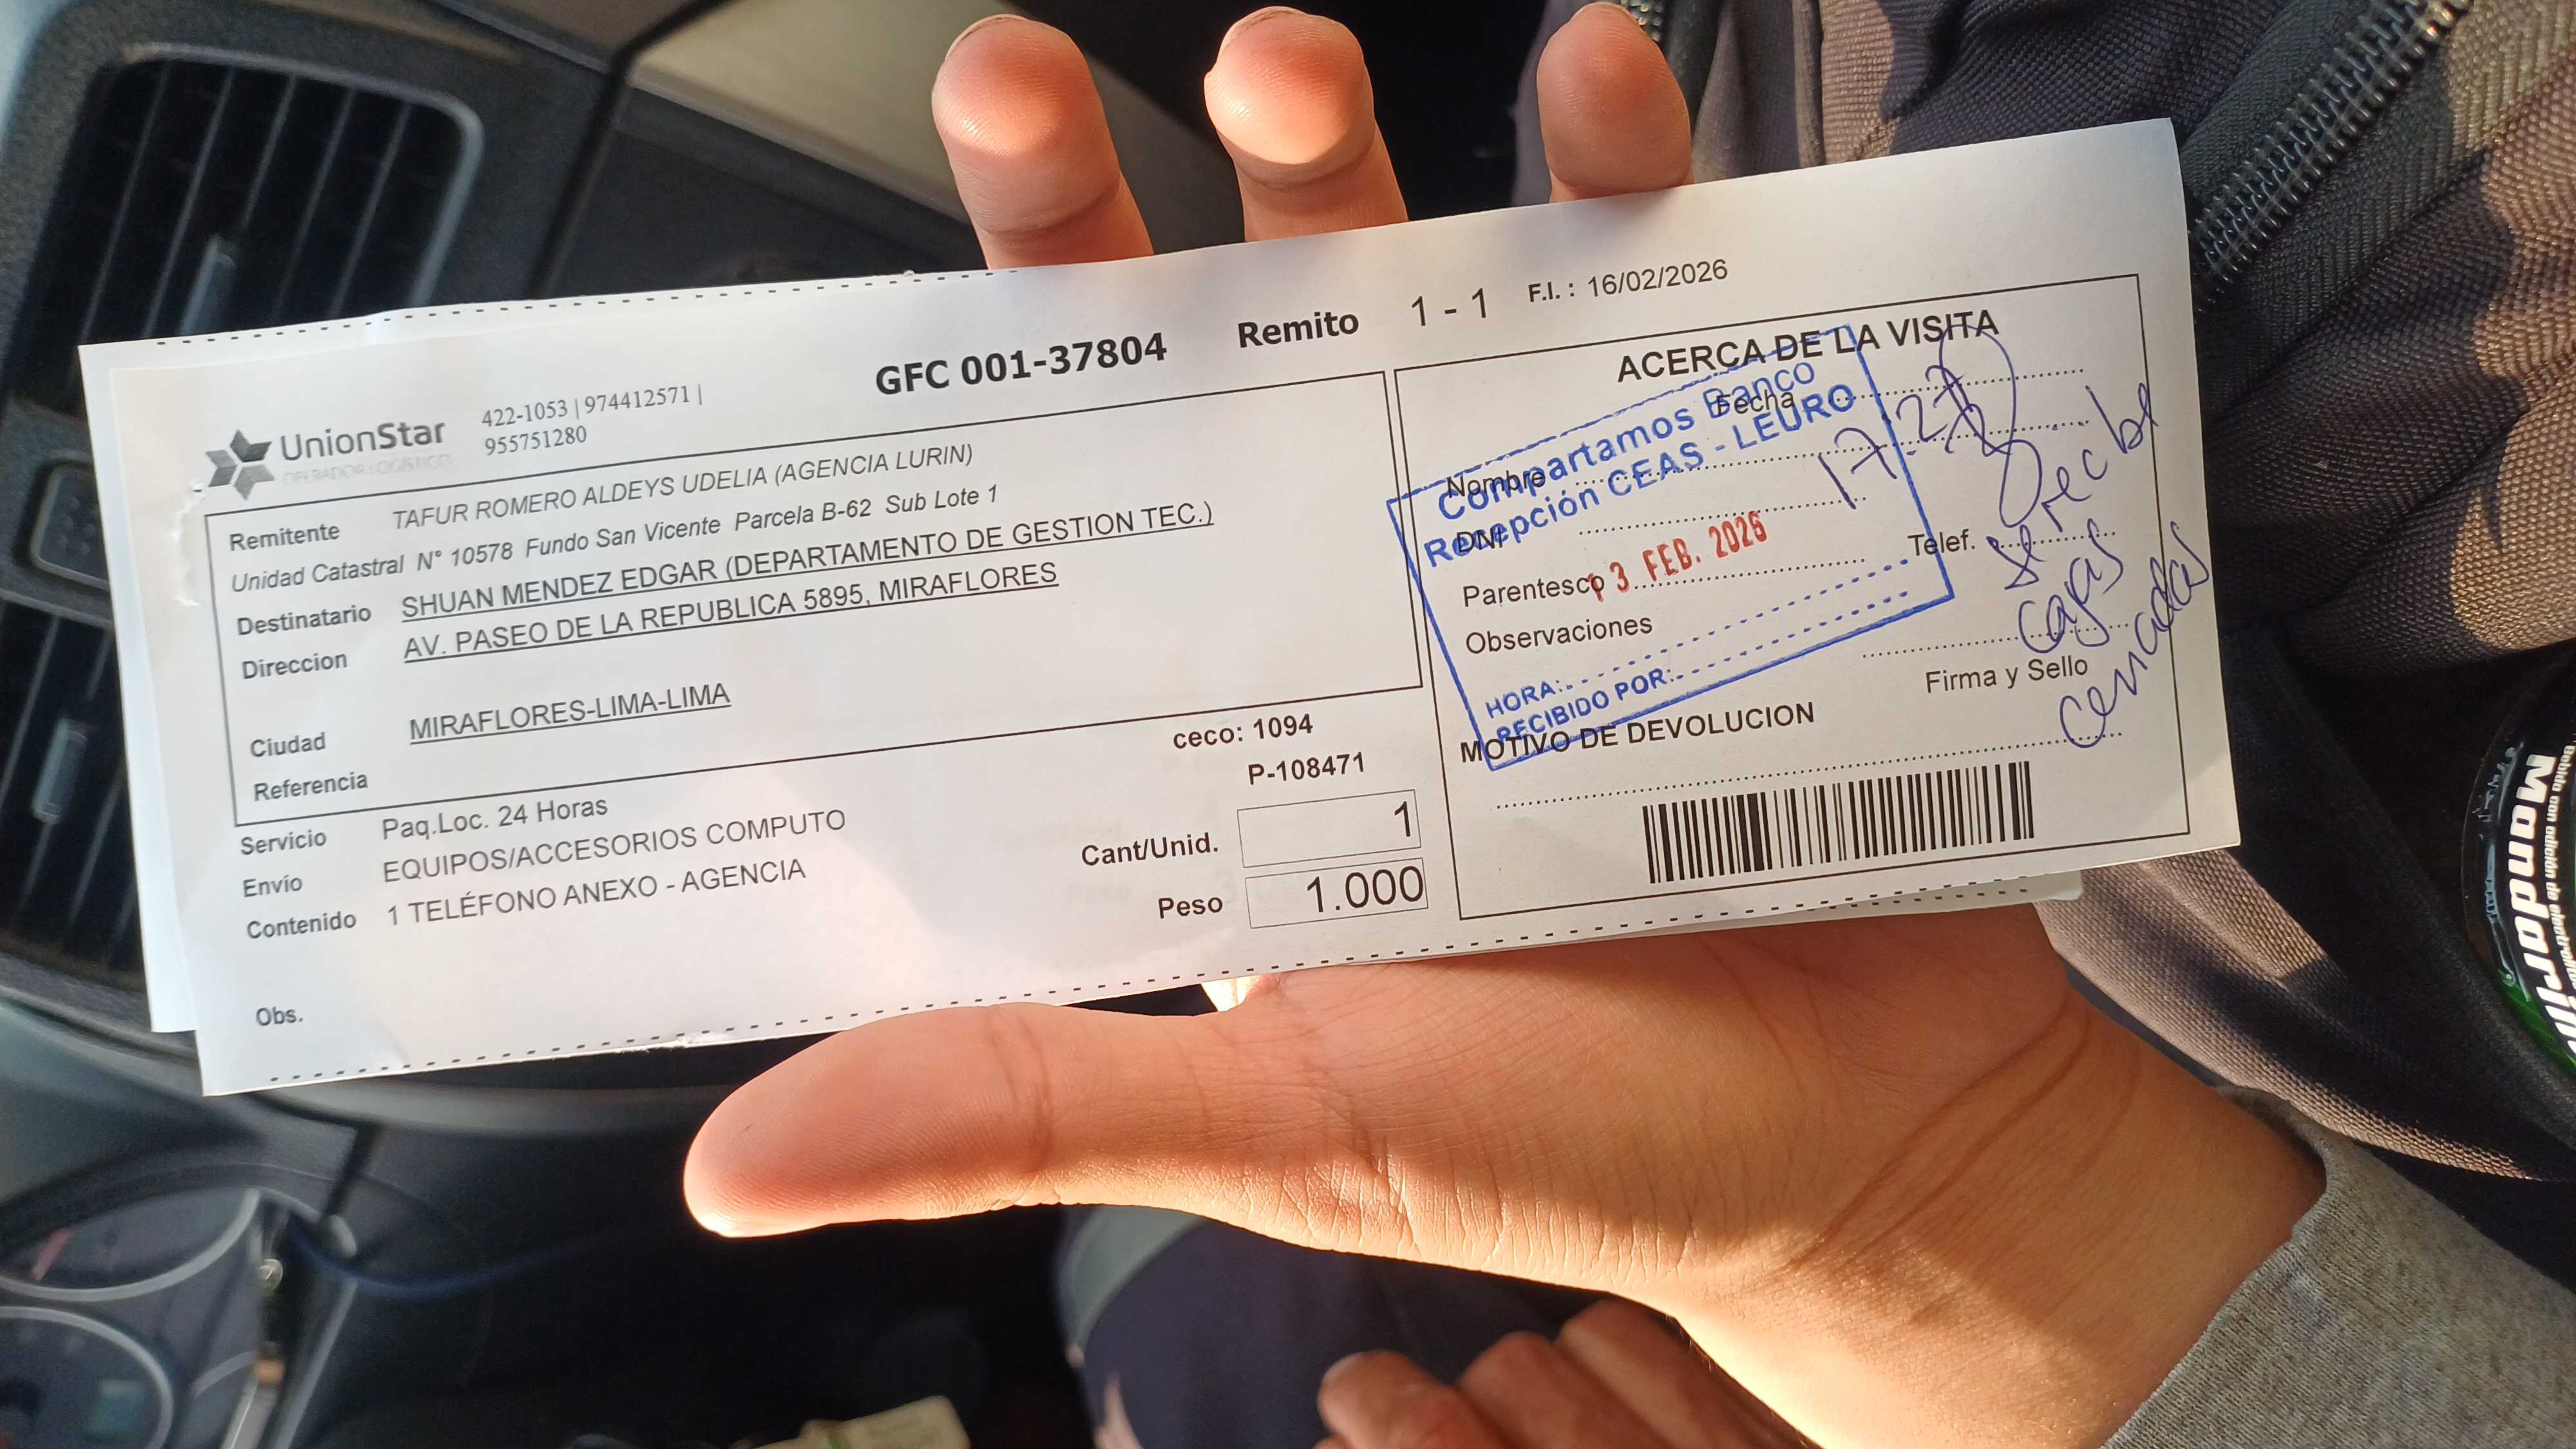 GFC 001-37804 Remito 1 - 1 F.I. : 16/02/2026
UnionStar
OPERADOR LOGÍSTICO
422-1053 | 974412571 |
955751280
Remitente TAFUR ROMERO ALDEYS UDELIA (AGENCIA LURIN)
Unidad Catastral N° 10578 Fundo San Vicente Parcela B-62 Sub Lote 1
Destinatario SHUAN MENDEZ EDGAR (DEPARTAMENTO DE GESTION TEC.)
Direccion AV. PASEO DE LA REPUBLICA 5895, MIRAFLORES
Ciudad MIRAFLORES-LIMA-LIMA
Referencia
ceco: 1094
P-108471
Servicio Paq.Loc. 24 Horas
Envío EQUIPOS/ACCESORIOS COMPUTO
Contenido 1 TELÉFONO ANEXO - AGENCIA
Cant/Unid. 1
Peso 1.000
Obs.
ACERCA DE LA VISITA
Fecha
Nombre
DNI
Parentesco
Telef.
Observaciones
Firma y Sello
MOTIVO DE DEVOLUCION
Compartamos Banco
Recepción CEAS - LEURO
3 FEB. 2026
HORA:
RECIBIDO POR:
se recibe
cajas
cerradas
Mandarina